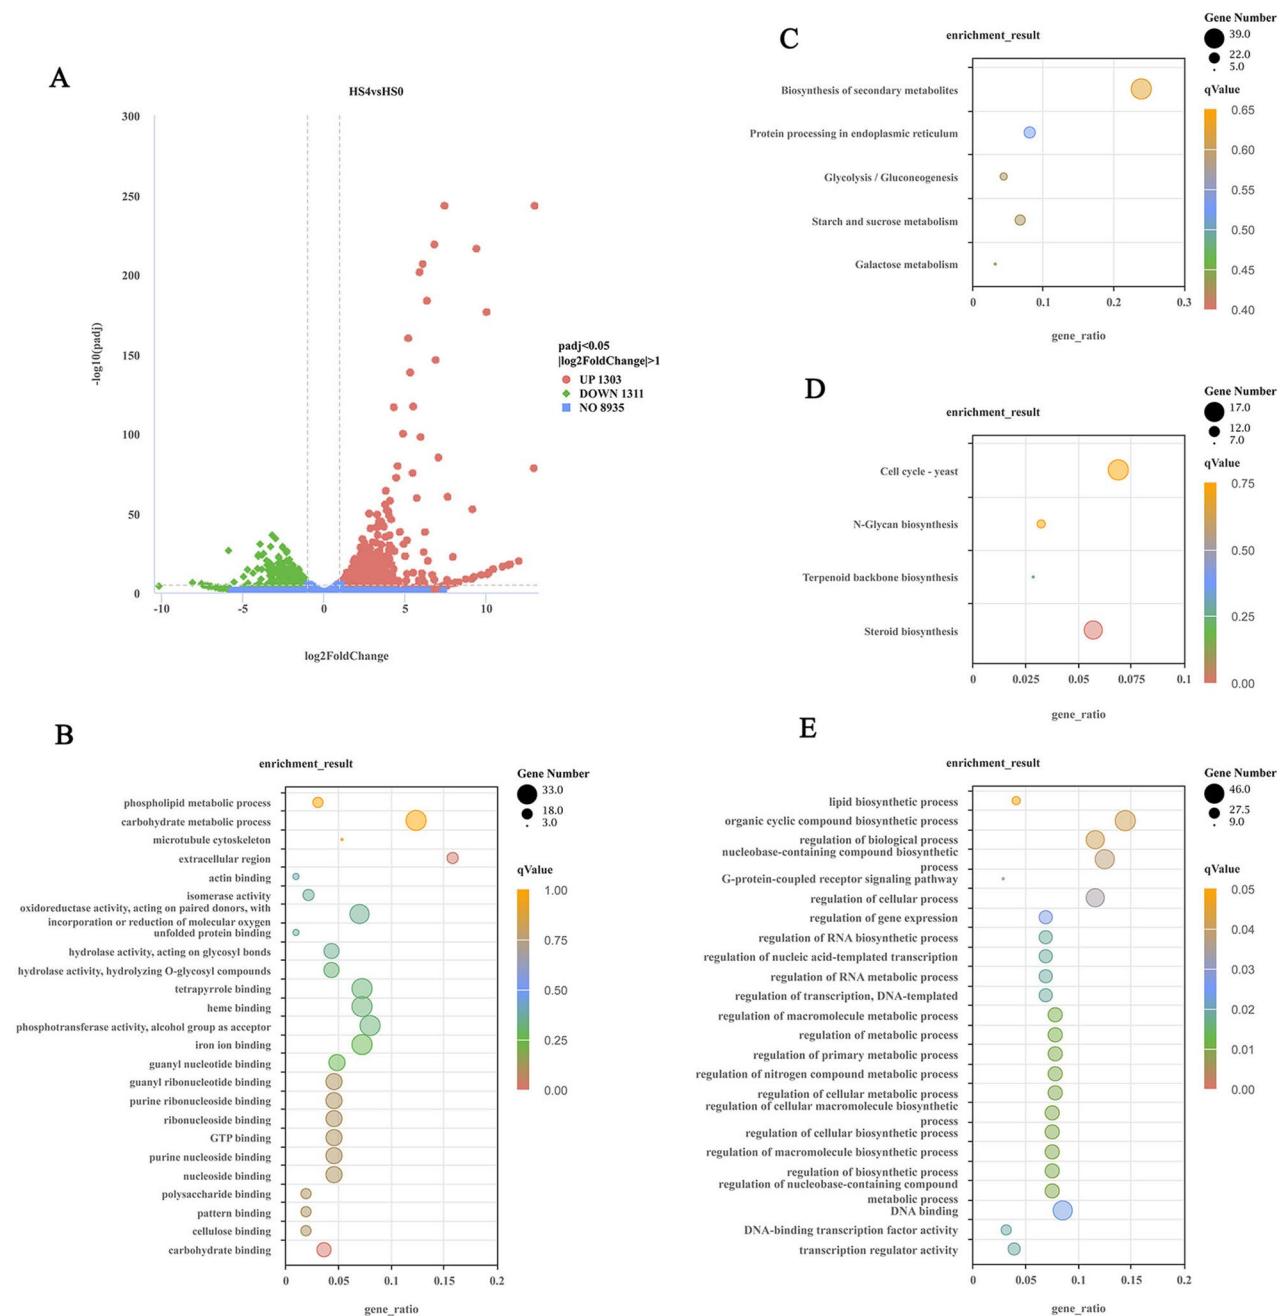 A
HS4vsHS0
300
250
200
150
100
50
0
-10
-5
0
5
10
-log10(padj)
log2FoldChange
padj<0.05
|log2FoldChange|>1
UP 1303
DOWN 1311
NO 8935
C
enrichment_result
Biosynthesis of secondary metabolites
Protein processing in endoplasmic reticulum
Glycolysis / Gluconeogenesis
Starch and sucrose metabolism
Galactose metabolism
0
0.1
0.2
0.3
gene_ratio
Gene Number
39.0
22.0
5.0
qValue
0.65
0.60
0.55
0.50
0.45
0.40
D
enrichment_result
Cell cycle - yeast
N-Glycan biosynthesis
Terpenoid backbone biosynthesis
Steroid biosynthesis
0
0.025
0.05
0.075
0.1
gene_ratio
Gene Number
17.0
12.0
7.0
qValue
0.75
0.50
0.25
0.00
B
enrichment_result
phospholipid metabolic process
carbohydrate metabolic process
microtubule cytoskeleton
extracellular region
actin binding
isomerase activity
oxidoreductase activity, acting on paired donors, with
incorporation or reduction of molecular oxygen
unfolded protein binding
hydrolase activity, acting on glycosyl bonds
hydrolase activity, hydrolyzing O-glycosyl compounds
tetrapyrrole binding
heme binding
phosphotransferase activity, alcohol group as acceptor
iron ion binding
guanyl nucleotide binding
guanyl ribonucleotide binding
purine ribonucleoside binding
ribonucleoside binding
GTP binding
purine nucleoside binding
nucleoside binding
polysaccharide binding
pattern binding
cellulose binding
carbohydrate binding
0
0.05
0.1
0.15
0.2
gene_ratio
Gene Number
33.0
18.0
3.0
qValue
1.00
0.75
0.50
0.25
0.00
E
enrichment_result
lipid biosynthetic process
organic cyclic compound biosynthetic process
regulation of biological process
nucleobase-containing compound biosynthetic
process
G-protein-coupled receptor signaling pathway
regulation of cellular process
regulation of gene expression
regulation of RNA biosynthetic process
regulation of nucleic acid-templated transcription
regulation of RNA metabolic process
regulation of transcription, DNA-templated
regulation of macromolecule metabolic process
regulation of metabolic process
regulation of primary metabolic process
regulation of nitrogen compound metabolic process
regulation of cellular metabolic process
regulation of cellular macromolecule biosynthetic
process
regulation of cellular biosynthetic process
regulation of macromolecule biosynthetic process
regulation of biosynthetic process
regulation of nucleobase-containing compound
metabolic process
DNA binding
DNA-binding transcription factor activity
transcription regulator activity
0
0.05
0.1
0.15
0.2
gene_ratio
Gene Number
46.0
27.5
9.0
qValue
0.05
0.04
0.03
0.02
0.01
0.00